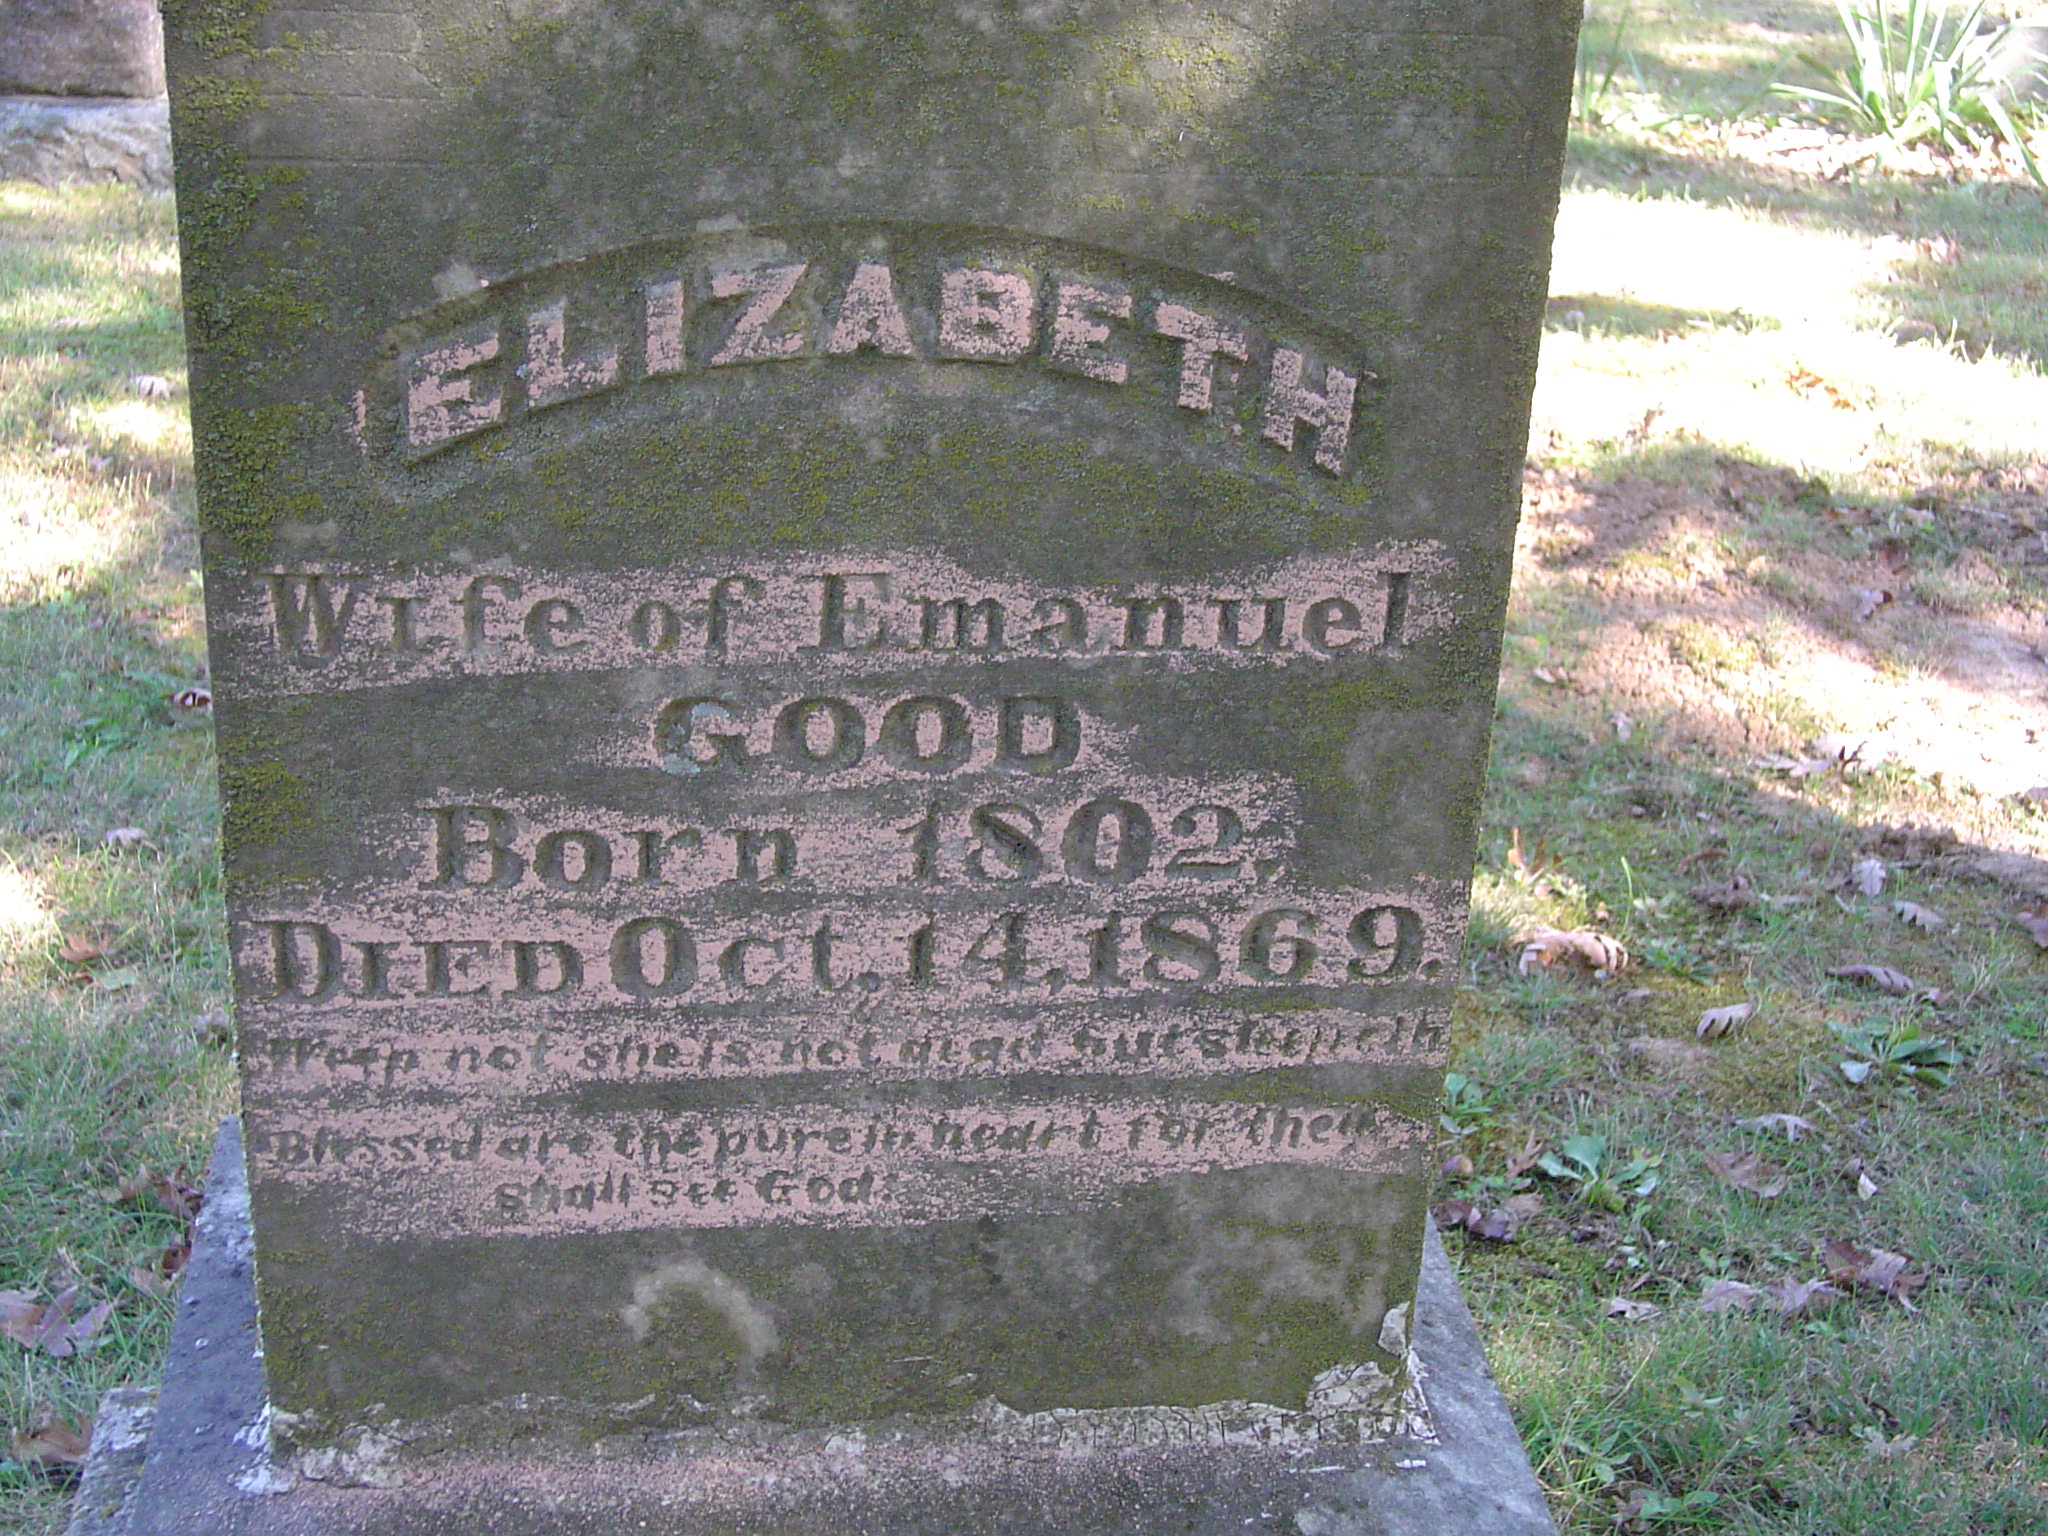 ELIZABETH
Wife of Emanuel
GOOD
Born 1802.
DIED Oct. 14, 1869.
Weep not she is not dead but sleepeth
Blessed are the pure in heart for they
shall see God.